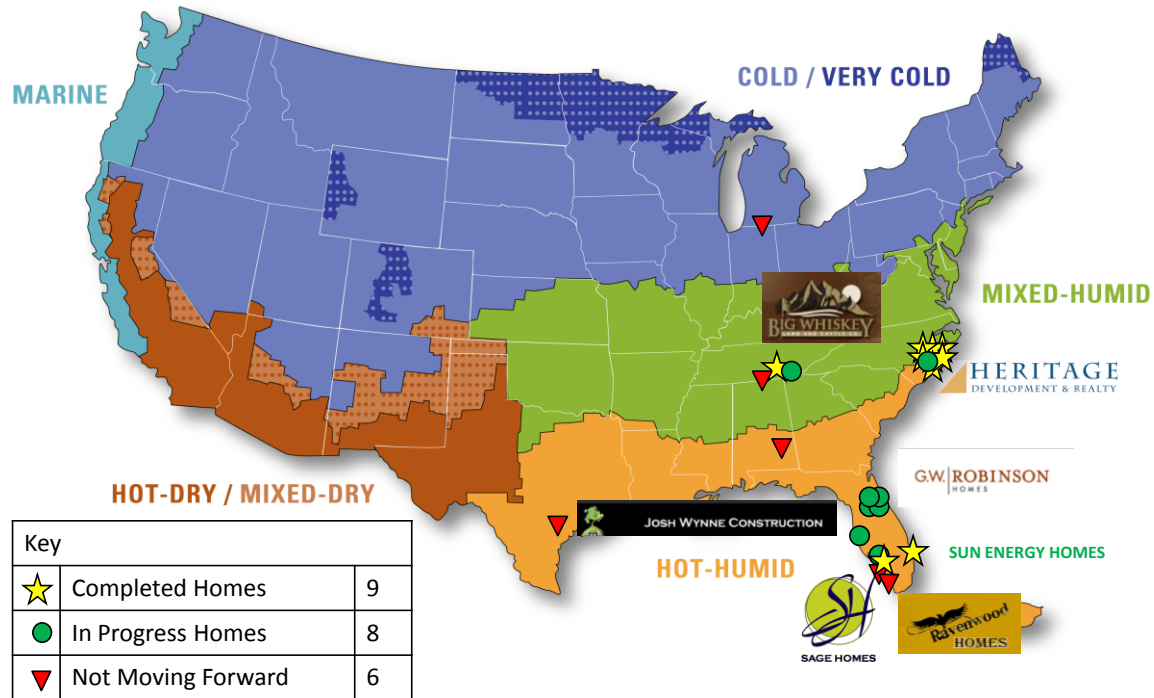 MARINE
COLD / VERY COLD
MIXED-HUMID
BIG WHISKEY
LAND AND CATTLE CO.
HERITAGE
DEVELOPMENT & REALTY
G.W. ROBINSON
HOMES
HOT-DRY / MIXED-DRY
JOSH WYNNE CONSTRUCTION
SUN ENERGY HOMES
HOT-HUMID
SH
SAGE HOMES
Ravenwood
HOMES
Key
Completed Homes 9
In Progress Homes 8
Not Moving Forward 6